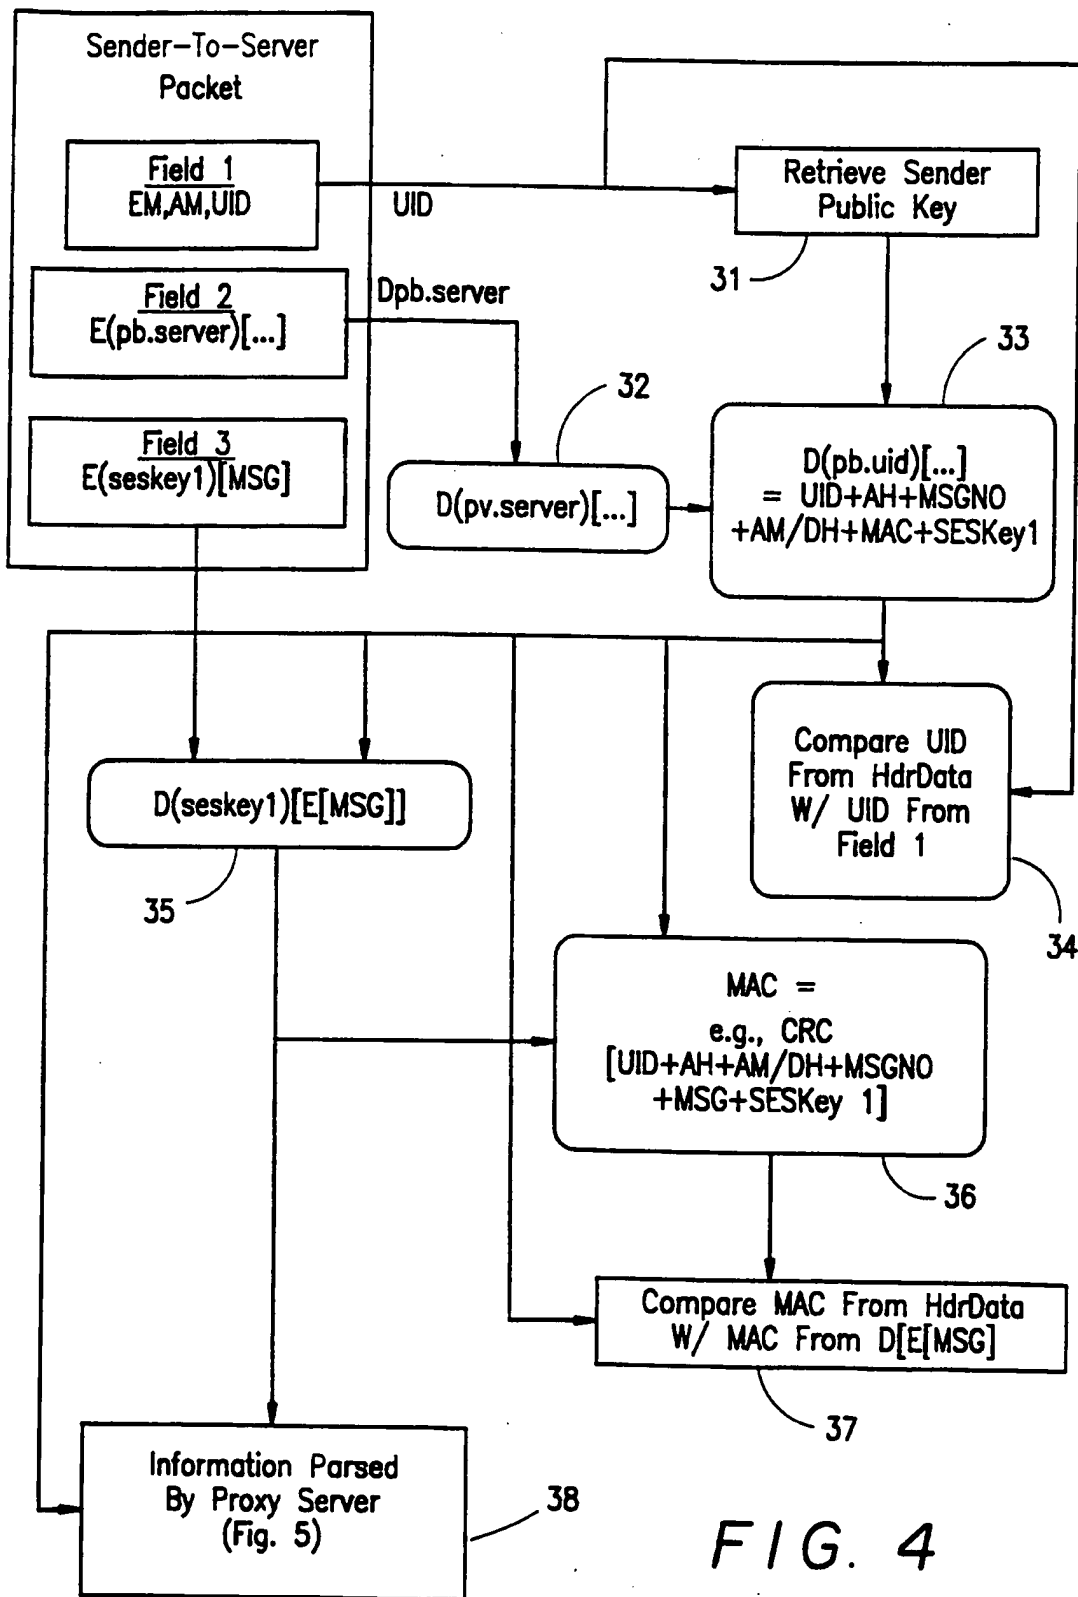 Sender-To-Server
Packet
Field 1
EM,AM,UID
UID
Retrieve Sender
Public Key
31
Field 2
E(pb.server)[...]
Dpb.server
Field 3
E(seskey1)[MSG]
32
D(pv.server)[...]
33
D(pb.uid)[...]
= UID+AH+MSGNO
+AM/DH+MAC+SESKey1
Compare UID
From HdrData
W/ UID From
Field 1
34
D(seskey1)[E[MSG]]
35
MAC =
e.g., CRC
[UID+AH+AM/DH+MSGNO
+MSG+SESKey 1]
36
Compare MAC From HdrData
W/ MAC From D[E[MSG]
37
Information Parsed
By Proxy Server
(Fig. 5)
38
FIG. 4